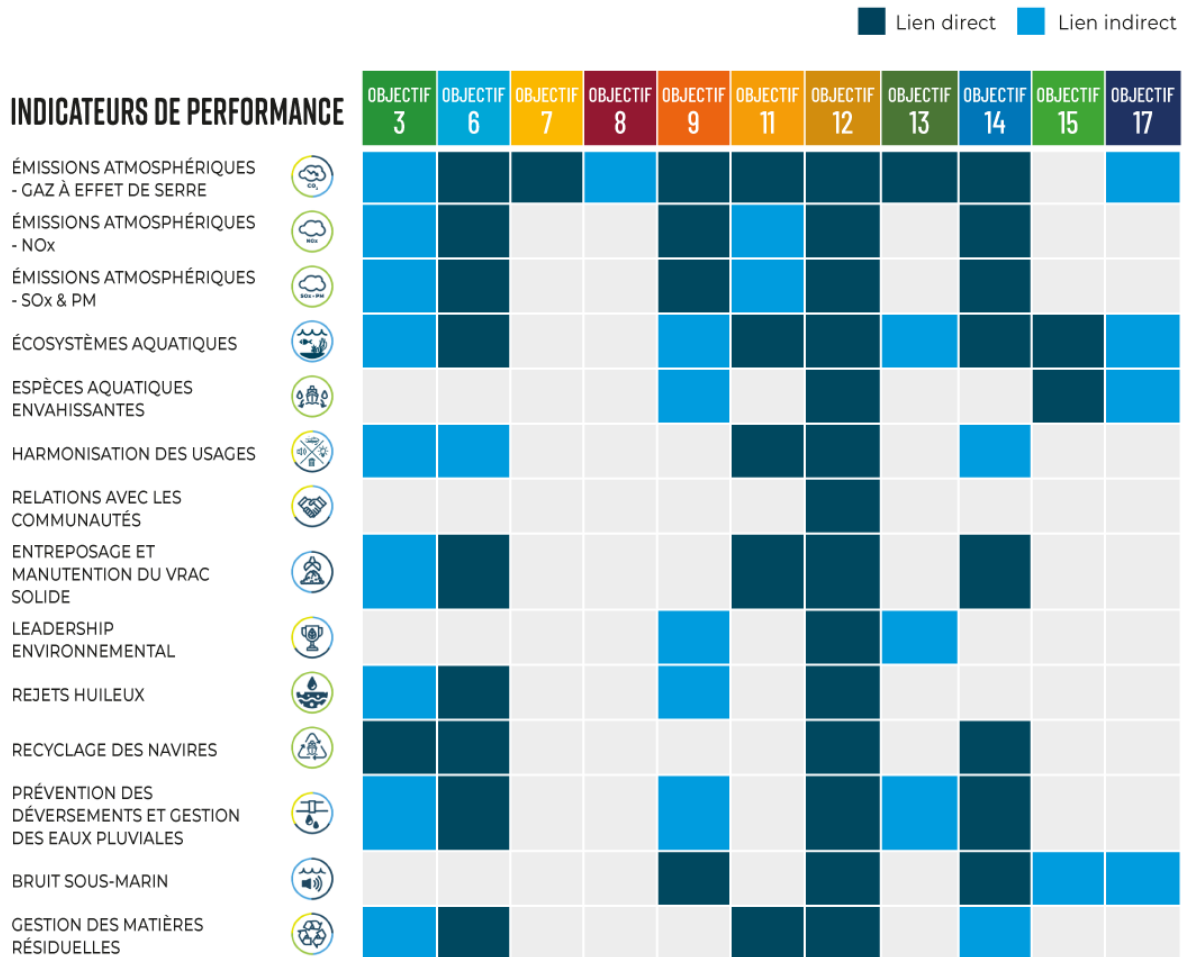 Lien direct Lien indirect
INDICATEURS DE PERFORMANCE
OBJECTIF 3
OBJECTIF 6
OBJECTIF 7
OBJECTIF 8
OBJECTIF 9
OBJECTIF 11
OBJECTIF 12
OBJECTIF 13
OBJECTIF 14
OBJECTIF 15
OBJECTIF 17
ÉMISSIONS ATMOSPHÉRIQUES
- GAZ À EFFET DE SERRE
CO₂
ÉMISSIONS ATMOSPHÉRIQUES
- NOx
NOx
ÉMISSIONS ATMOSPHÉRIQUES
- SOx & PM
SOx • PM
ÉCOSYSTÈMES AQUATIQUES
ESPÈCES AQUATIQUES
ENVAHISSANTES
HARMONISATION DES USAGES
RELATIONS AVEC LES
COMMUNAUTÉS
ENTREPOSAGE ET
MANUTENTION DU VRAC
SOLIDE
LEADERSHIP
ENVIRONNEMENTAL
REJETS HUILEUX
RECYCLAGE DES NAVIRES
PRÉVENTION DES
DÉVERSEMENTS ET GESTION
DES EAUX PLUVIALES
BRUIT SOUS-MARIN
GESTION DES MATIÈRES
RÉSIDUELLES